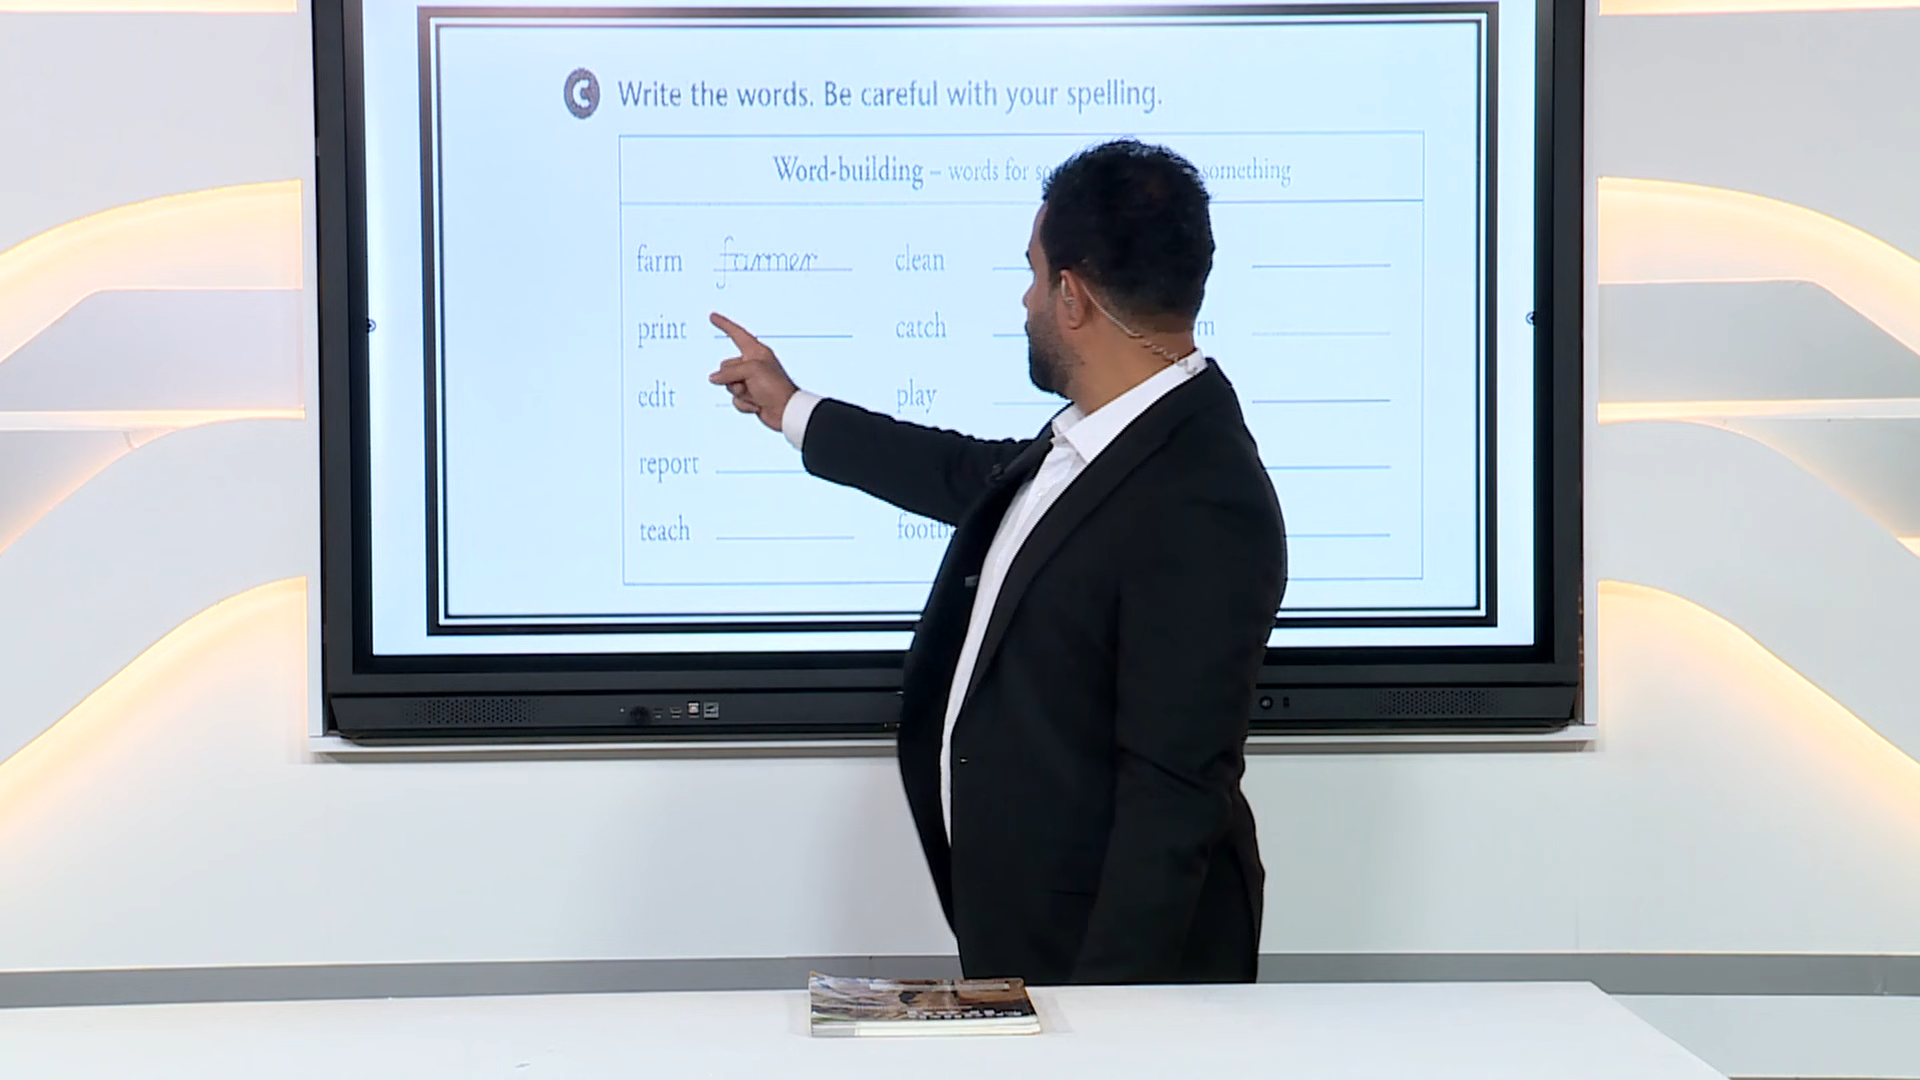 C Write the words. Be careful with your spelling.
Word-building – words for something
farm farmer clean
print catch
edit play
report
teach